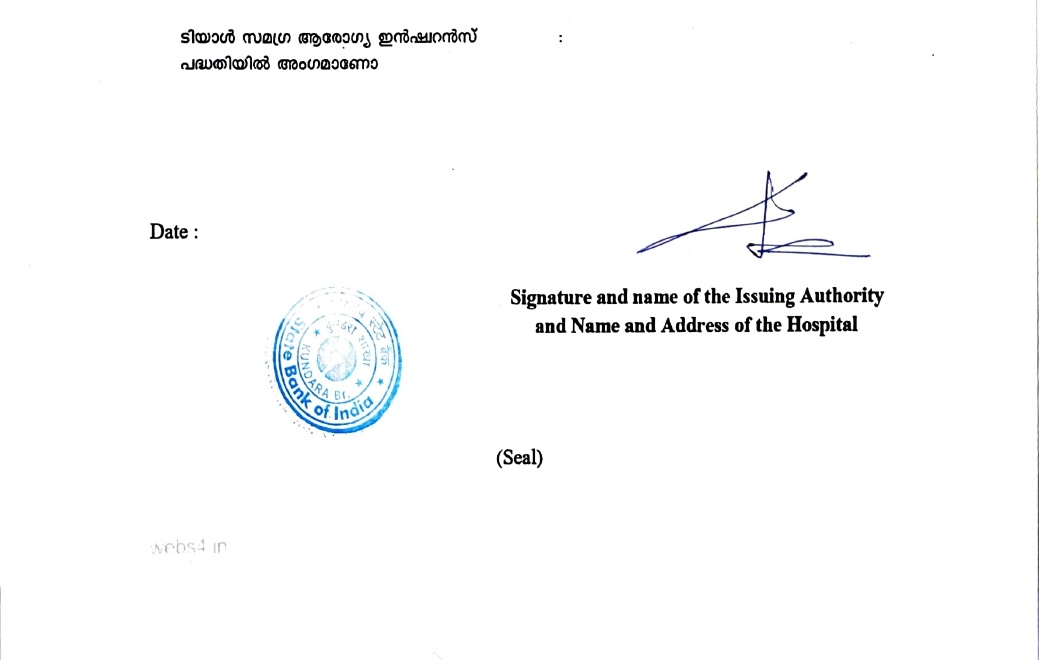 ടിയാൾ സമഗ്ര ആരോഗ്യ ഇൻഷ്വറൻസ് :
പദ്ധതിയിൽ അംഗമാണോ
Date :
Signature and name of the Issuing Authority
and Name and Address of the Hospital
स्टेट बैंक
कुण्डरा शाखा
KUNDARA Br.
State Bank of India
(Seal)
webs4.in